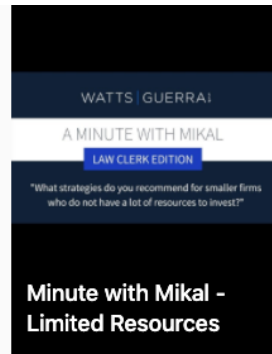 WATTS|GUERRA
A MINUTE WITH MIKAL
LAW CLERK EDITION
"What strategies do you recommend for smaller firms
who do not have a lot of resources to invest?"
Minute with Mikal -
Limited Resources